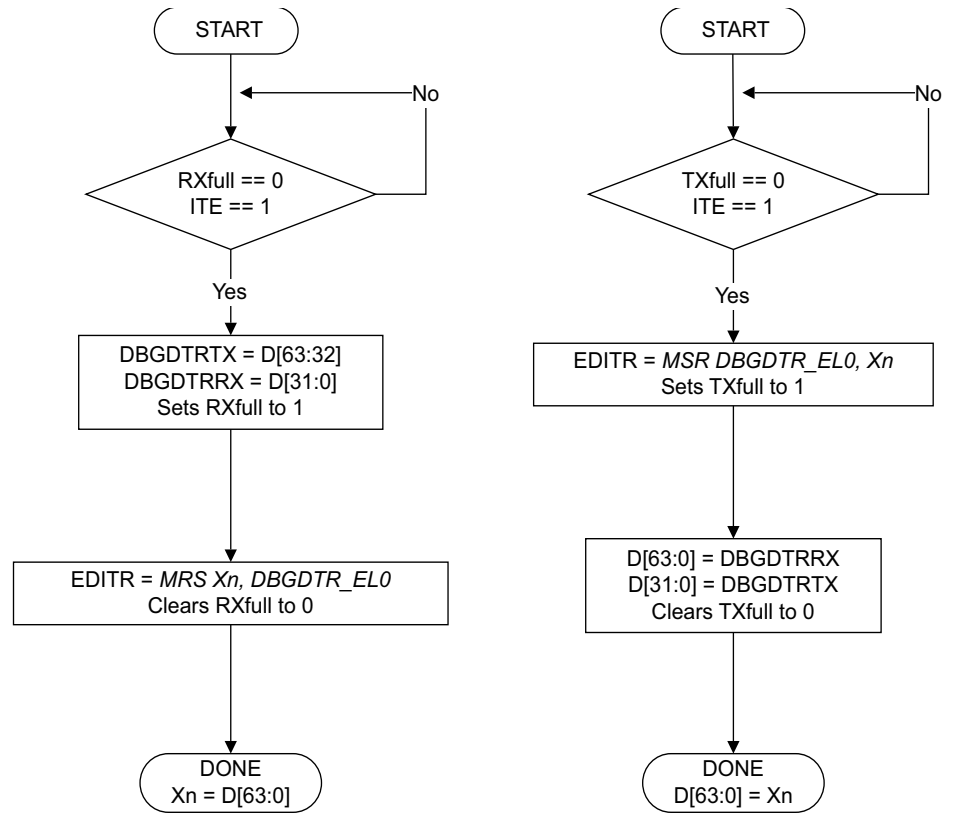 START
No
RXfull == 0
ITE == 1
Yes
DBGDTRTX = D[63:32]
DBGDTRRX = D[31:0]
Sets RXfull to 1
EDITR = MRS Xn, DBGDTR_EL0
Clears RXfull to 0
DONE
Xn = D[63:0]
START
No
TXfull == 0
ITE == 1
Yes
EDITR = MSR DBGDTR_EL0, Xn
Sets TXfull to 1
D[63:0] = DBGDTRRX
D[31:0] = DBGDTRTX
Clears TXfull to 0
DONE
D[63:0] = Xn